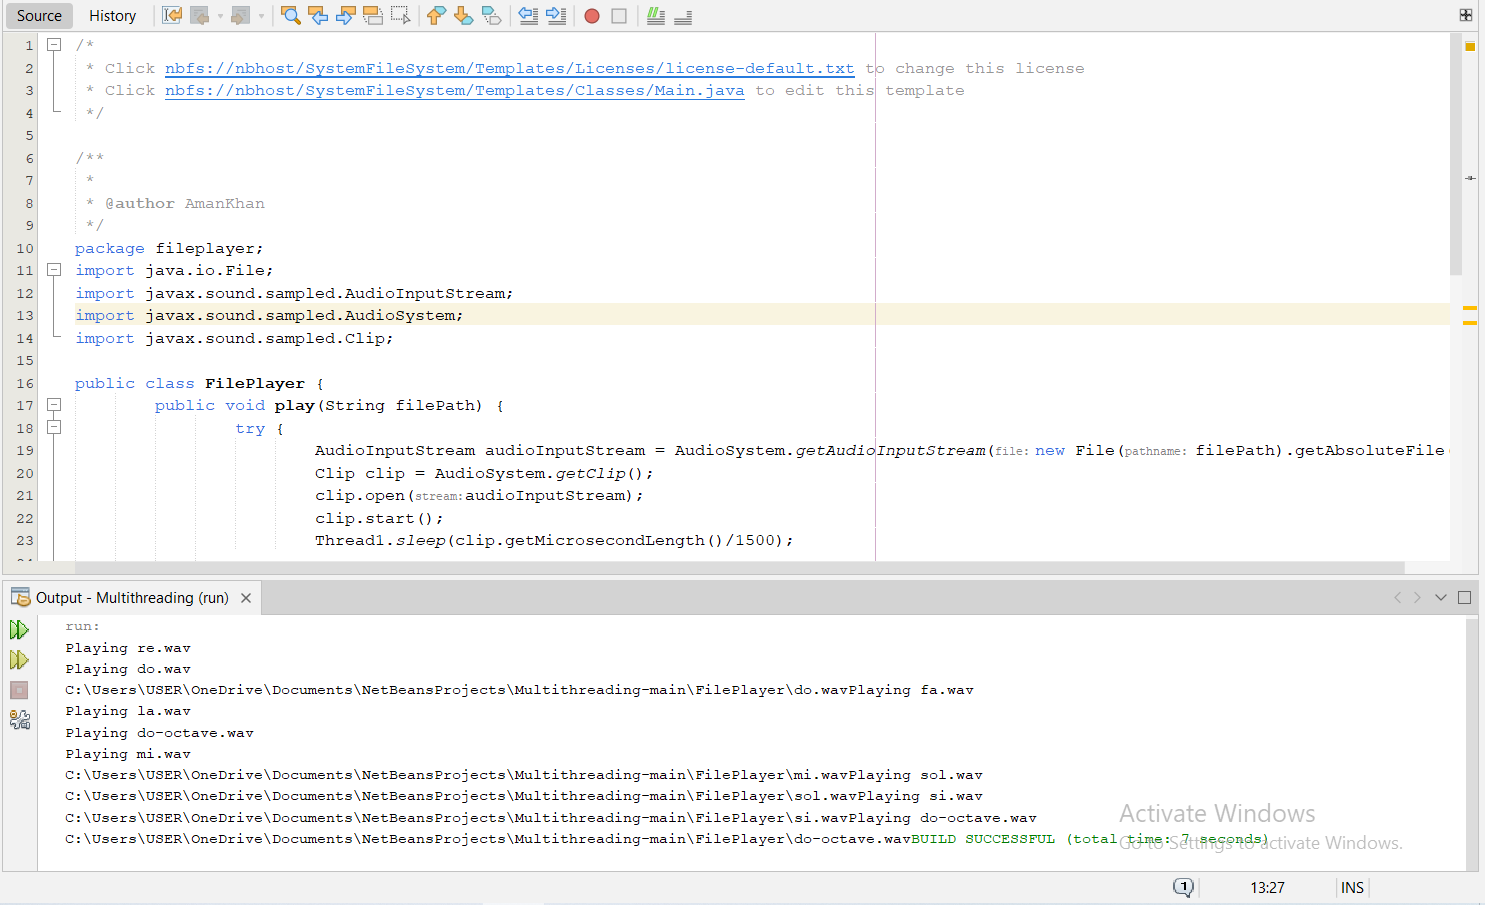 Source History
1 /*
2 * Click nbfs://nbhost/SystemFileSystem/Templates/Licenses/license-default.txt to change this license
3 * Click nbfs://nbhost/SystemFileSystem/Templates/Classes/Main.java to edit this template
4 */
5
6 /**
7 *
8 * @author AmanKhan
9 */
10 package fileplayer;
11 import java.io.File;
12 import javax.sound.sampled.AudioInputStream;
13 import javax.sound.sampled.AudioSystem;
14 import javax.sound.sampled.Clip;
15
16 public class FilePlayer {
17 public void play(String filePath) {
18 try {
19 AudioInputStream audioInputStream = AudioSystem.getAudioInputStream(file: new File(pathname: filePath).getAbsoluteFile
20 Clip clip = AudioSystem.getClip();
21 clip.open(stream:audioInputStream);
22 clip.start();
23 Thread1.sleep(clip.getMicrosecondLength()/1500);
Output - Multithreading (run)
run:
Playing re.wav
Playing do.wav
C:\Users\USER\OneDrive\Documents\NetBeansProjects\Multithreading-main\FilePlayer\do.wavPlaying fa.wav
Playing la.wav
Playing do-octave.wav
Playing mi.wav
C:\Users\USER\OneDrive\Documents\NetBeansProjects\Multithreading-main\FilePlayer\mi.wavPlaying sol.wav
C:\Users\USER\OneDrive\Documents\NetBeansProjects\Multithreading-main\FilePlayer\sol.wavPlaying si.wav
C:\Users\USER\OneDrive\Documents\NetBeansProjects\Multithreading-main\FilePlayer\si.wavPlaying do-octave.wav
C:\Users\USER\OneDrive\Documents\NetBeansProjects\Multithreading-main\FilePlayer\do-octave.wavBUILD SUCCESSFUL (total time: 7 seconds)
Activate Windows
Go to Settings to activate Windows.
1 13:27 INS